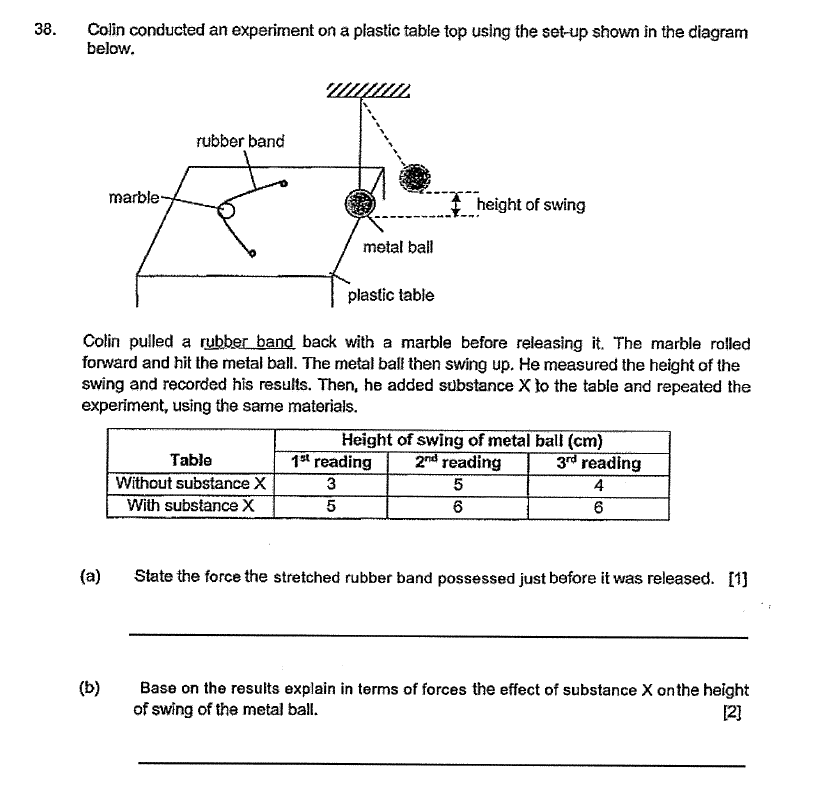 38. Colin conducted an experiment on a plastic table top using the set-up shown in the diagram
below.
rubber band
marble
height of swing
metal ball
plastic table
Colin pulled a rubber band back with a marble before releasing it. The marble rolled
forward and hit the metal ball. The metal ball then swing up. He measured the height of the
swing and recorded his results. Then, he added substance X to the table and repeated the
experiment, using the same materials.
Height of swing of metal ball (cm)
Table 1st reading 2nd reading 3rd reading
Without substance X 3 5 4
With substance X 5 6 6
(a) State the force the stretched rubber band possessed just before it was released. [1]
(b) Base on the results explain in terms of forces the effect of substance X on the height
of swing of the metal ball. [2]